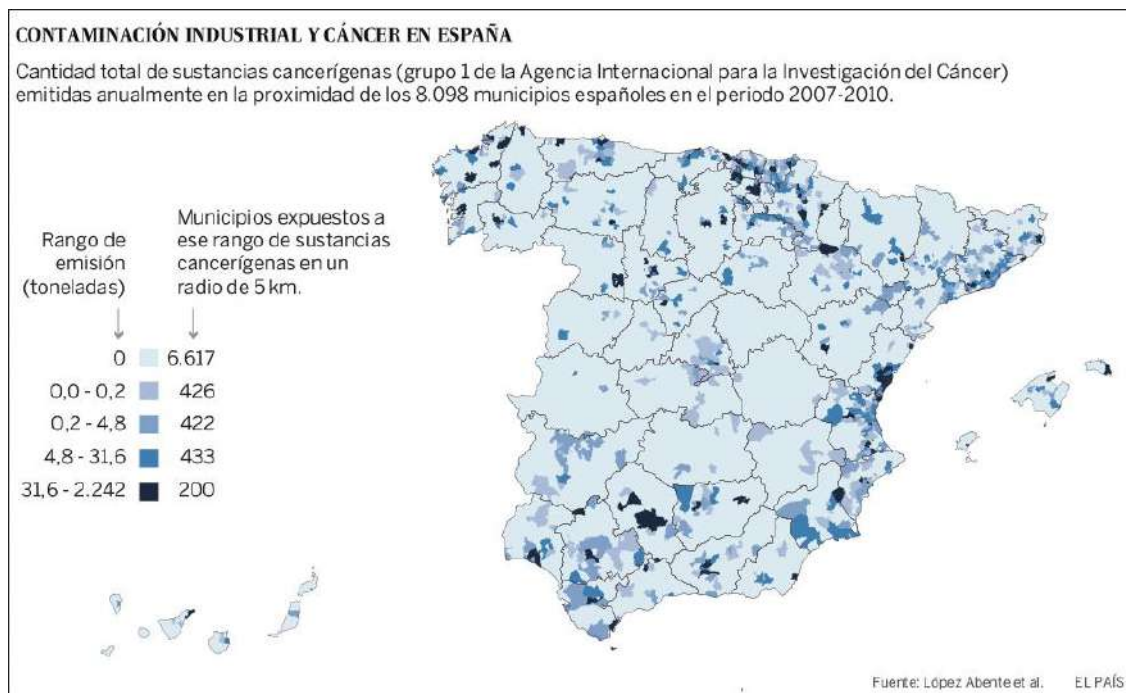 CONTAMINACIÓN INDUSTRIAL Y CÁNCER EN ESPAÑA
Cantidad total de sustancias cancerígenas (grupo 1 de la Agencia Internacional para la Investigación del Cáncer)
emitidas anualmente en la proximidad de los 8.098 municipios españoles en el periodo 2007-2010.
Rango de
emisión
(toneladas)
Municipios expuestos a
ese rango de sustancias
cancerígenas en un
radio de 5 km.
0 6.617
0,0 - 0,2 426
0,2 - 4,8 422
4,8 - 31,6 433
31,6 - 2.242 200
Fuente: López Abente et al. EL PAÍS